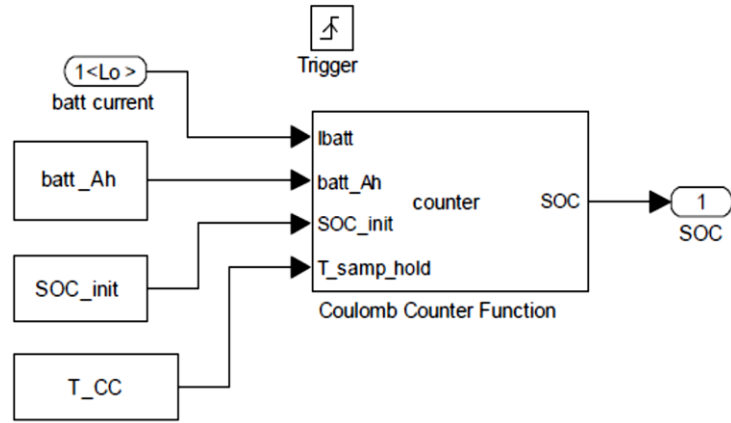 Trigger
1<Lo >
batt current
batt_Ah
SOC_init
T_CC
Ibatt
batt_Ah
SOC_init
T_samp_hold
counter
SOC
Coulomb Counter Function
1
SOC